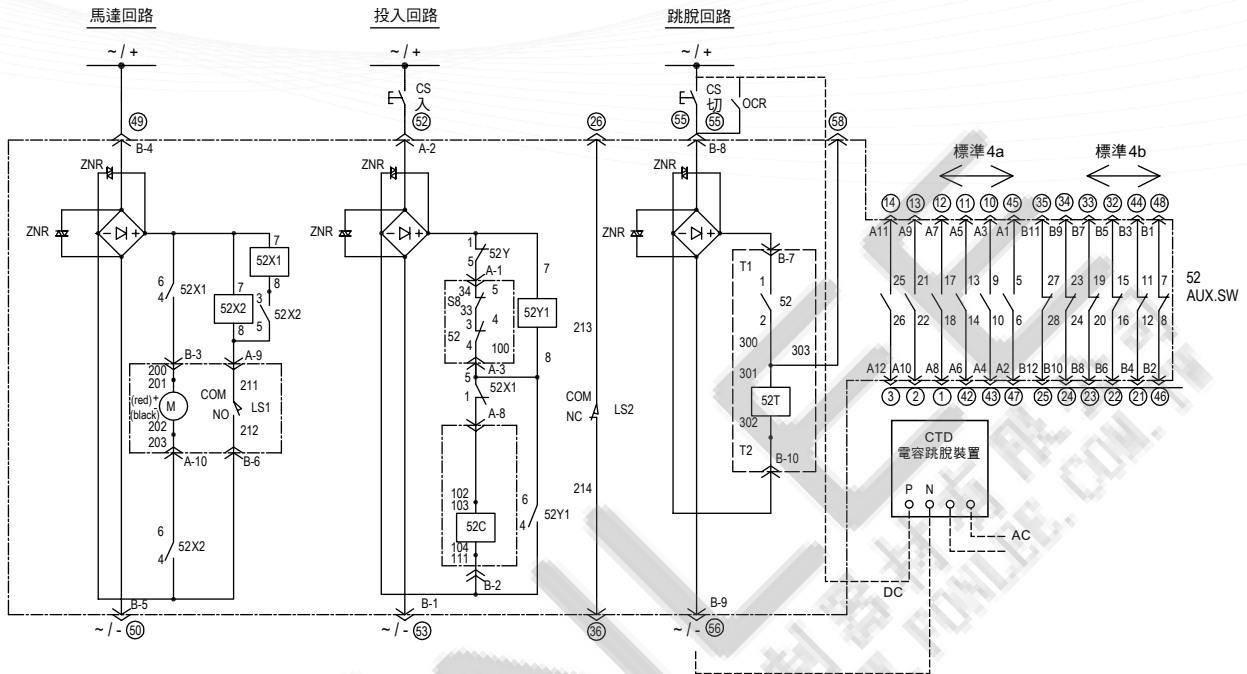 馬達回路
投入回路
跳脫回路
~ / +
~ / +
~ / +
CS
入
CS
切
OCR
49
52
26
55
55
58
B-4
A-2
B-8
標準4a
標準4b
ZNR
ZNR
ZNR
ZNR
ZNR
ZNR
14 13 12 11 10 45 35 34 33 32 44 48
A11 A9 A7 A5 A3 A1 B11 B9 B7 B5 B3 B1
25 21 17 13 9 5 27 23 19 15 11 7
26 22 18 14 10 6 28 24 20 16 12 8
A12 A10 A8 A6 A4 A2 B12 B10 B8 B6 B4 B2
3 2 1 42 43 47 25 24 23 22 21 46
52
AUX.SW
7
52X1
8
6
4
52X1
7
52X2
8
3
5
52X2
B-3
A-9
200
201
(red)+
(black)-
M
202
203
COM
NO
211
LS1
212
A-10
B-6
6
4
52X2
B-5
~ / - 50
1
5
52Y
A-1
34
S8
33
5
3
52
4
4
100
A-3
7
52Y1
8
5
52X1
1
A-8
102
103
52C
104
111
B-2
6
4
52Y1
B-1
~ / - 53
213
COM
NC
LS2
214
36
B-7
T1
1
52
2
300
301
303
52T
302
T2
B-10
B-9
~ / - 56
CTD
電容跳脫裝置
P N
AC
DC